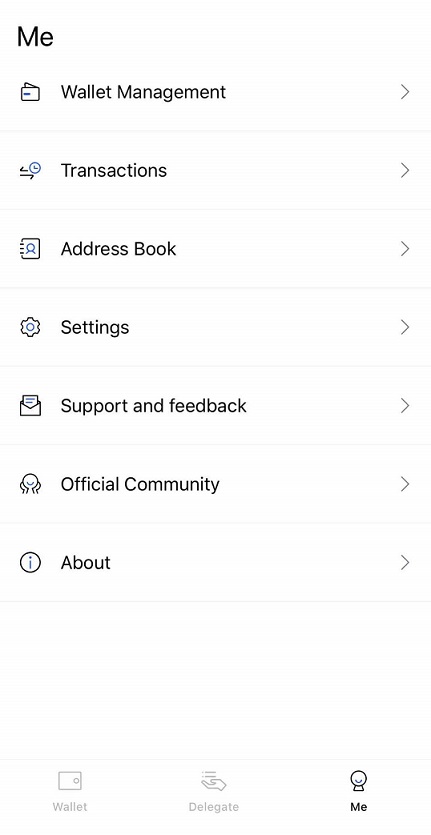 Me
Wallet Management
Transactions
Address Book
Settings
Support and feedback
Official Community
About
Wallet
Delegate
Me